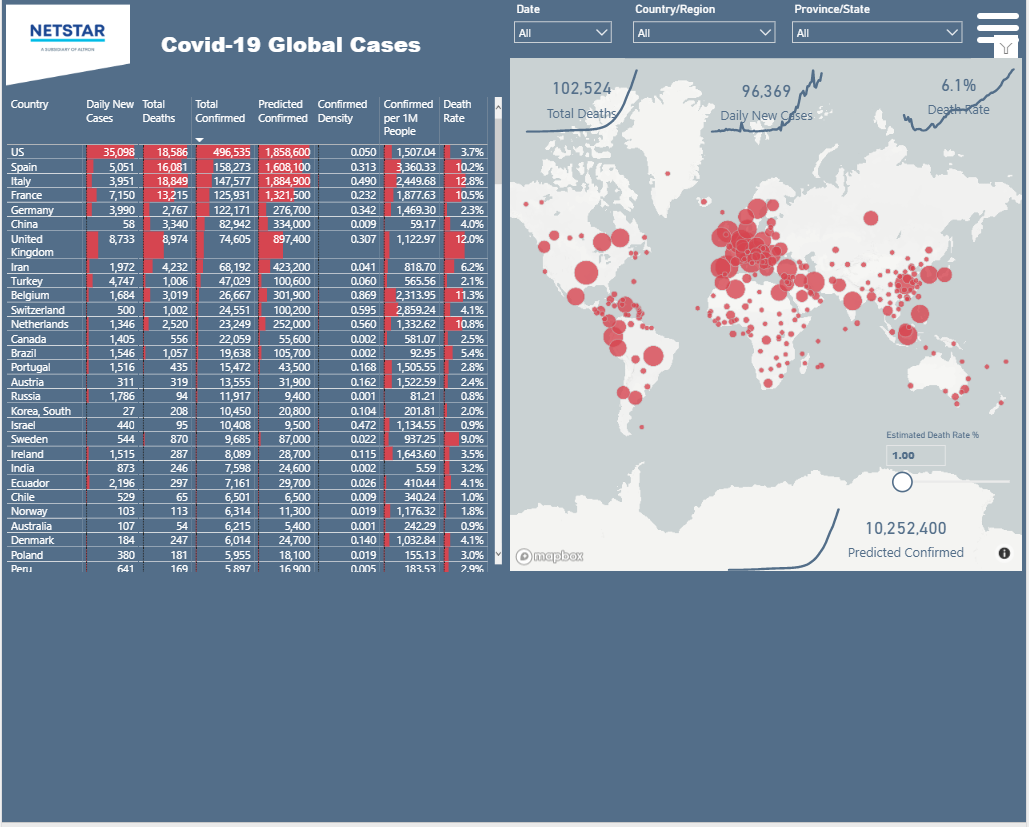 NETSTAR
A SUBSIDIARY OF ALTRON
Covid-19 Global Cases
Date
Country/Region
Province/State
All
All
All
Country Daily New Cases Total Deaths Total Confirmed Predicted Confirmed Confirmed Density Confirmed per 1M People Death Rate
US 35,098 18,586 496,535 1,858,600 0.050 1,507.04 3.7%
Spain 5,051 16,081 158,273 1,608,100 0.313 3,360.33 10.2%
Italy 3,951 18,849 147,577 1,884,900 0.490 2,449.68 12.8%
France 7,150 13,215 125,931 1,321,500 0.232 1,877.63 10.5%
Germany 3,990 2,767 122,171 276,700 0.342 1,469.30 2.3%
China 58 3,340 82,942 334,000 0.009 59.17 4.0%
United Kingdom 8,733 8,974 74,605 897,400 0.307 1,122.97 12.0%
Iran 1,972 4,232 68,192 423,200 0.041 818.70 6.2%
Turkey 4,747 1,006 47,029 100,600 0.060 565.56 2.1%
Belgium 1,684 3,019 26,667 301,900 0.869 2,313.95 11.3%
Switzerland 500 1,002 24,551 100,200 0.595 2,859.24 4.1%
Netherlands 1,346 2,520 23,249 252,000 0.560 1,332.62 10.8%
Canada 1,405 556 22,059 55,600 0.002 581.07 2.5%
Brazil 1,546 1,057 19,638 105,700 0.002 92.95 5.4%
Portugal 1,516 435 15,472 43,500 0.168 1,505.55 2.8%
Austria 311 319 13,555 31,900 0.162 1,522.59 2.4%
Russia 1,786 94 11,917 9,400 0.001 81.21 0.8%
Korea, South 27 208 10,450 20,800 0.104 201.81 2.0%
Israel 440 95 10,408 9,500 0.472 1,134.55 0.9%
Sweden 544 870 9,685 87,000 0.022 937.25 9.0%
Ireland 1,515 287 8,089 28,700 0.115 1,643.60 3.5%
India 873 246 7,598 24,600 0.002 5.59 3.2%
Ecuador 2,196 297 7,161 29,700 0.026 410.44 4.1%
Chile 529 65 6,501 6,500 0.009 340.24 1.0%
Norway 103 113 6,314 11,300 0.019 1,176.32 1.8%
Australia 107 54 6,215 5,400 0.001 242.29 0.9%
Denmark 184 247 6,014 24,700 0.140 1,032.84 4.1%
Poland 380 181 5,955 18,100 0.019 155.13 3.0%
Peru 641 169 5,897 16,900 0.005 183.53 2.9%
102,524
Total Deaths
96,369
Daily New Cases
6.1%
Death Rate
Estimated Death Rate %
1.00
10,252,400
Predicted Confirmed
mapbox